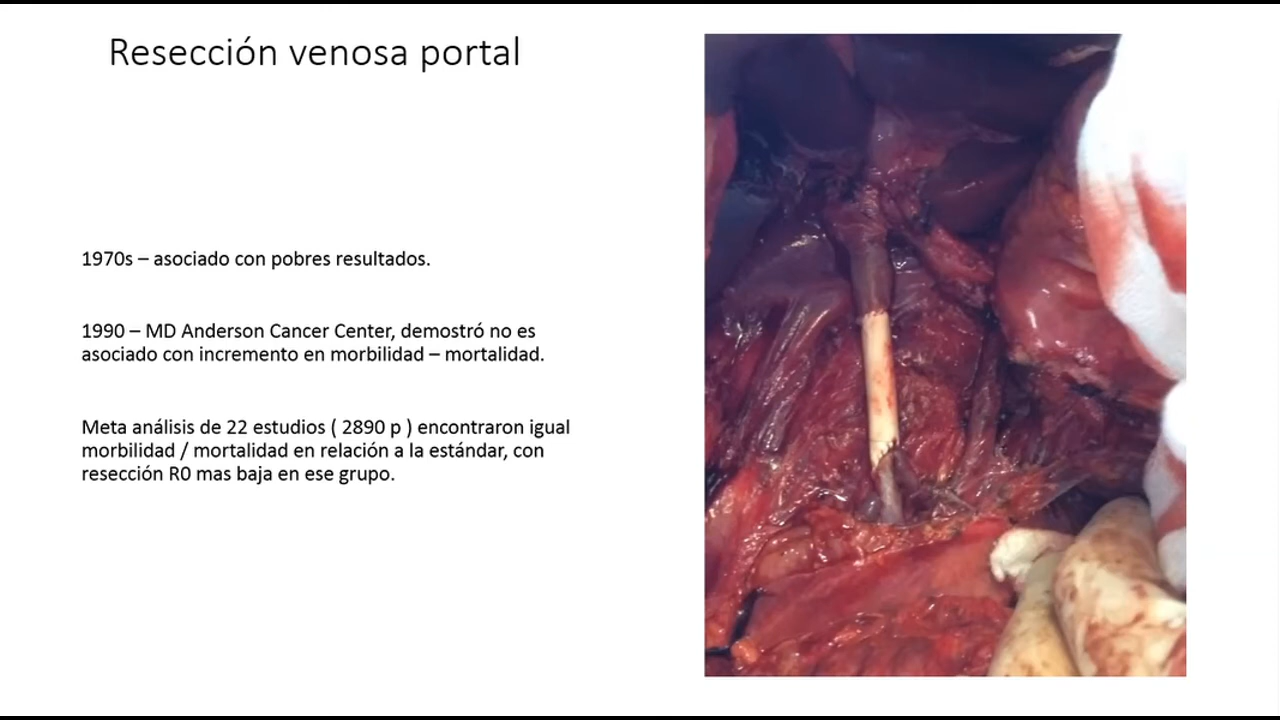 Resección venosa portal
1970s – asociado con pobres resultados.
1990 – MD Anderson Cancer Center, demostró no es
asociado con incremento en morbilidad – mortalidad.
Meta análisis de 22 estudios ( 2890 p ) encontraron igual
morbilidad / mortalidad en relación a la estándar, con
resección R0 mas baja en ese grupo.